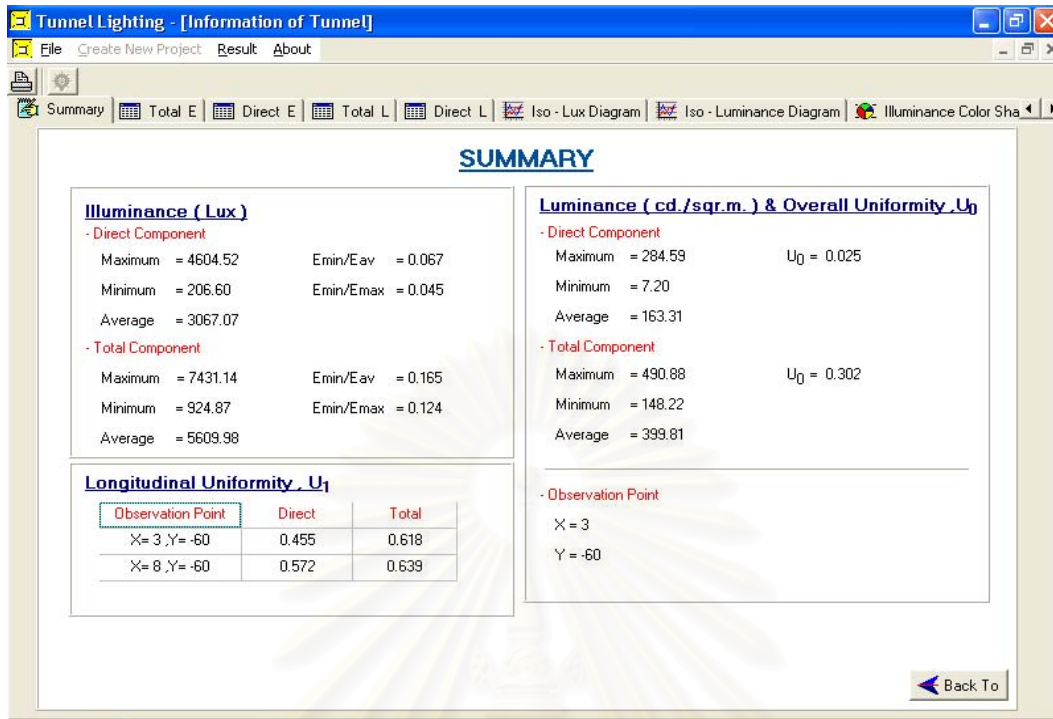 Tunnel Lighting - [Information of Tunnel]
File Create New Project Result About
Summary Total E Direct E Total L Direct L Iso - Lux Diagram Iso - Luminance Diagram Illuminance Color Sha
SUMMARY
Illuminance ( Lux )
- Direct Component
Maximum = 4604.52 Emin/Eav = 0.067
Minimum = 206.60 Emin/Emax = 0.045
Average = 3067.07
- Total Component
Maximum = 7431.14 Emin/Eav = 0.165
Minimum = 924.87 Emin/Emax = 0.124
Average = 5609.98
Longitudinal Uniformity , U1
Observation Point Direct Total
X= 3 ,Y= -60 0.455 0.618
X= 8 ,Y= -60 0.572 0.639
Luminance ( cd./sqr.m. ) & Overall Uniformity ,U0
- Direct Component
Maximum = 284.59 U0 = 0.025
Minimum = 7.20
Average = 163.31
- Total Component
Maximum = 490.88 U0 = 0.302
Minimum = 148.22
Average = 399.81
- Observation Point
X = 3
Y = -60
Back To